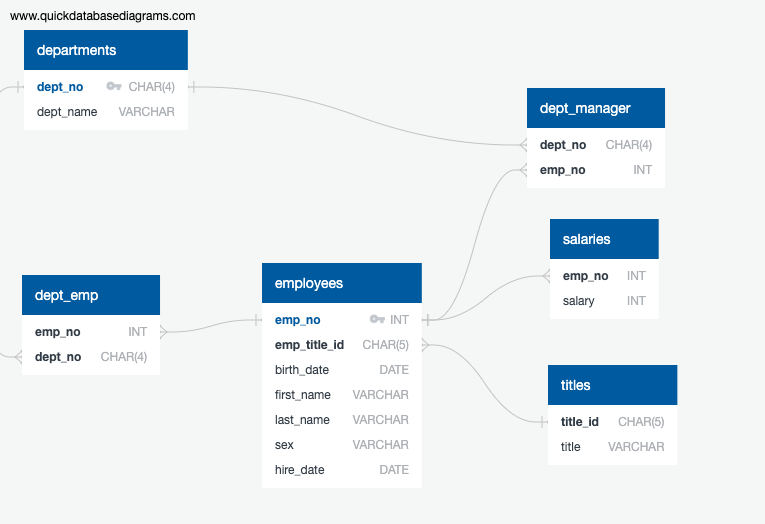 www.quickdatabasediagrams.com
departments
dept_no CHAR(4)
dept_name VARCHAR
dept_manager
dept_no CHAR(4)
emp_no INT
salaries
emp_no INT
salary INT
employees
emp_no INT
emp_title_id CHAR(5)
birth_date DATE
first_name VARCHAR
last_name VARCHAR
sex VARCHAR
hire_date DATE
dept_emp
emp_no INT
dept_no CHAR(4)
titles
title_id CHAR(5)
title VARCHAR